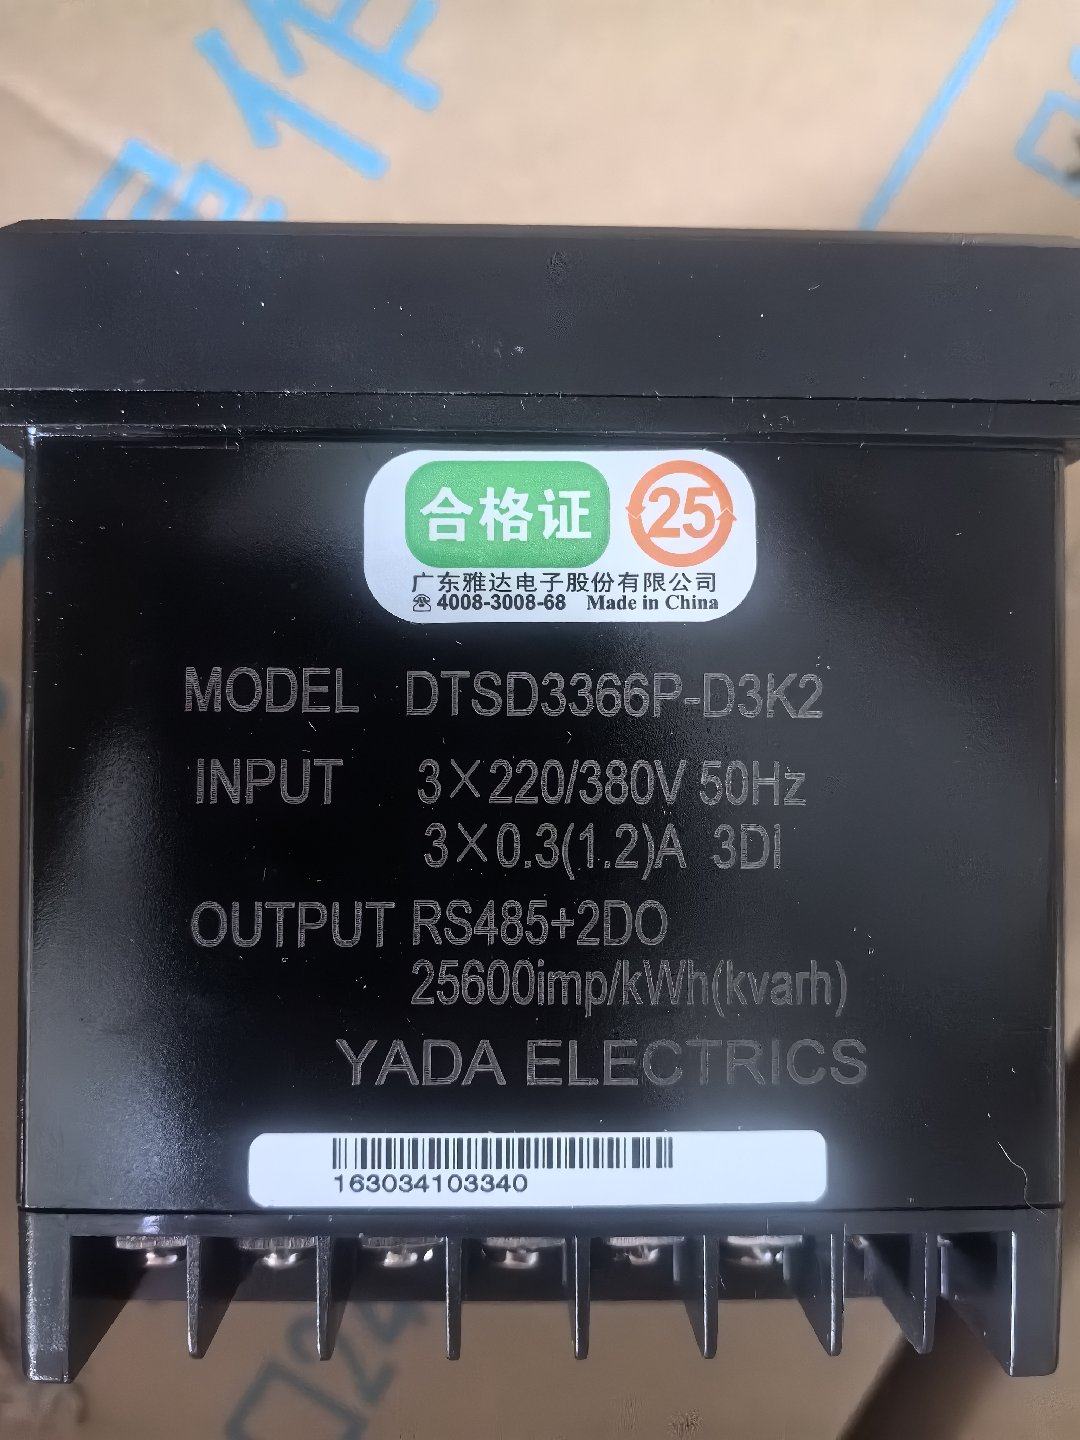 合格证 25
广东雅达电子股份有限公司
☎ 4008-3008-68 Made in China
MODEL DTSD3366P-D3K2
INPUT 3×220/380V 50Hz
3×0.3(1.2)A 3DI
OUTPUT RS485+2DO
25600imp/kWh(kvarh)
YADA ELECTRICS
163034103340